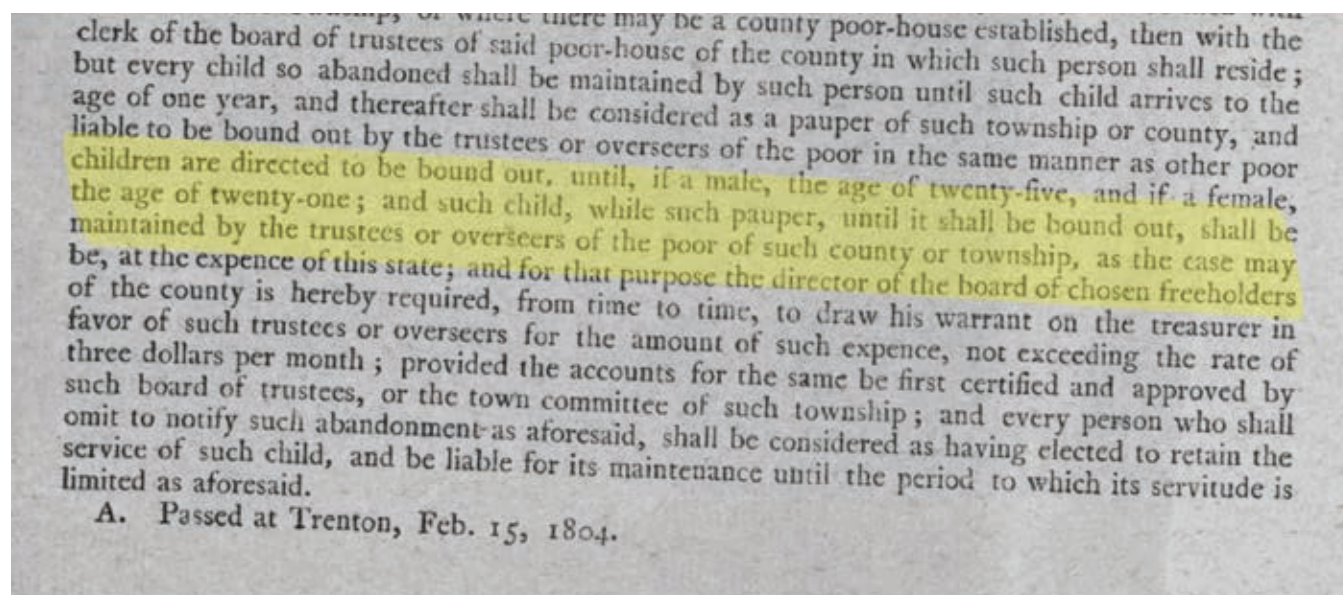 where there may be a county poor-house established, then with the
clerk of the board of trustees of said poor-house of the county in which such person shall reside;
but every child so abandoned shall be maintained by such person until such child arrives to the
age of one year, and thereafter shall be considered as a pauper of such township or county, and
liable to be bound out by the trustees or overseers of the poor in the same manner as other poor
children are directed to be bound out, until, if a male, the age of twenty-five, and if a female,
the age of twenty-one; and such child, while such pauper, until it shall be bound out, shall be
maintained by the trustees or overseers of the poor of such county or township, as the case may
be, at the expence of this state; and for that purpose the director of the board of chosen freeholders
of the county is hereby required, from time to time, to draw his warrant on the treasurer in
favor of such trustees or overseers for the amount of such expence, not exceeding the rate of
three dollars per month; provided the accounts for the same be first certified and approved by
such board of trustees, or the town committee of such township; and every person who shall
omit to notify such abandonment as aforesaid, shall be considered as having elected to retain the
service of such child, and be liable for its maintenance until the period to which its servitude is
limited as aforesaid.
A. Passed at Trenton, Feb. 15, 1804.